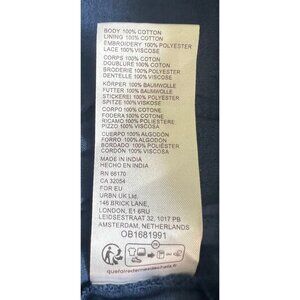 BODY 100% COTTON
LINING 100% COTTON
EMBROIDERY 100% POLYESTER
LACE 100% VISCOSE
CORPS 100% COTON
DOUBLURE 100% COTON
BRODERIE 100% POLYESTER
DENTELLE 100% VISCOSE
KÖRPER 100% BAUMWOLLE
FUTTER 100% BAUMWOLLE
STICKEREI 100% POLYESTER
SPITZE 100% VISKOSE
CORPO 100% COTONE
FODERA 100% COTONE
RICAMO 100% POLIESTERE
PIZZO 100% VISCOSA
CUERPO 100% ALGODÓN
FORRO 100% ALGODÓN
BORDADO 100% POLIÉSTER
CORDÓN 100% VISCOSA
MADE IN INDIA
HECHO EN INDIA
RN 66170
CA 32054
FOR EU
URBN UK Ltd.
146 BRICK LANE,
LONDON, E1 6RU
LEIDSESTRAAT 32, 1017 PB
AMSTERDAM, NETHERLANDS
OB1681991
FR
quefairedemesdechets.fr